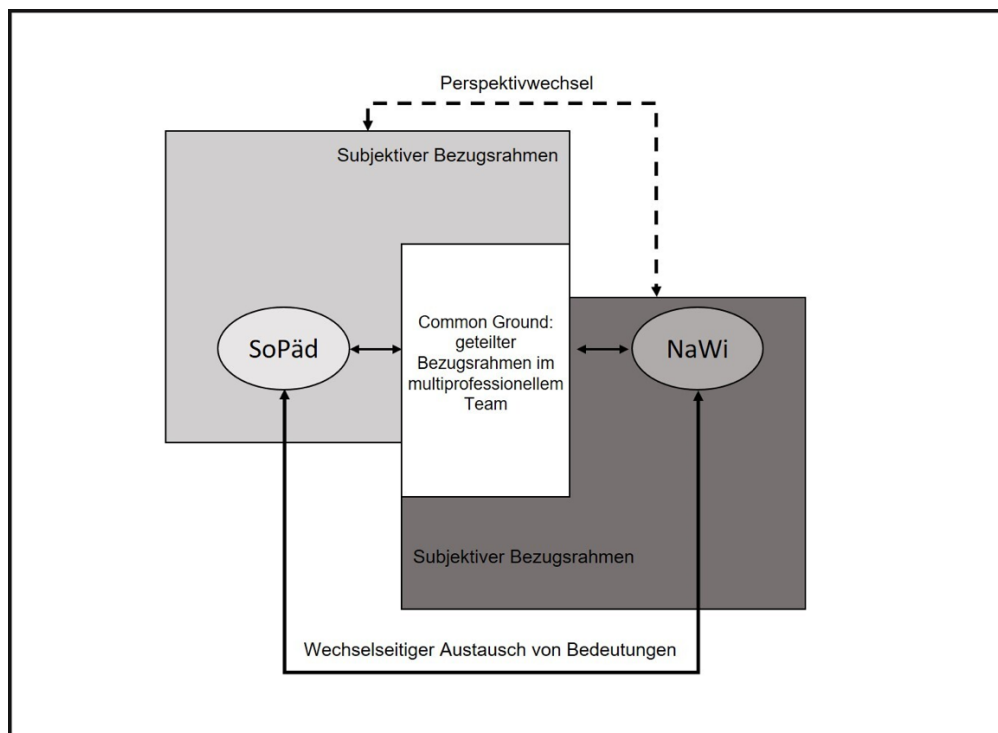 Perspektivwechsel
Subjektiver Bezugsrahmen
SoPäd
Common Ground:
geteilter
Bezugsrahmen im
multiprofessionellem
Team
NaWi
Subjektiver Bezugsrahmen
Wechselseitiger Austausch von Bedeutungen